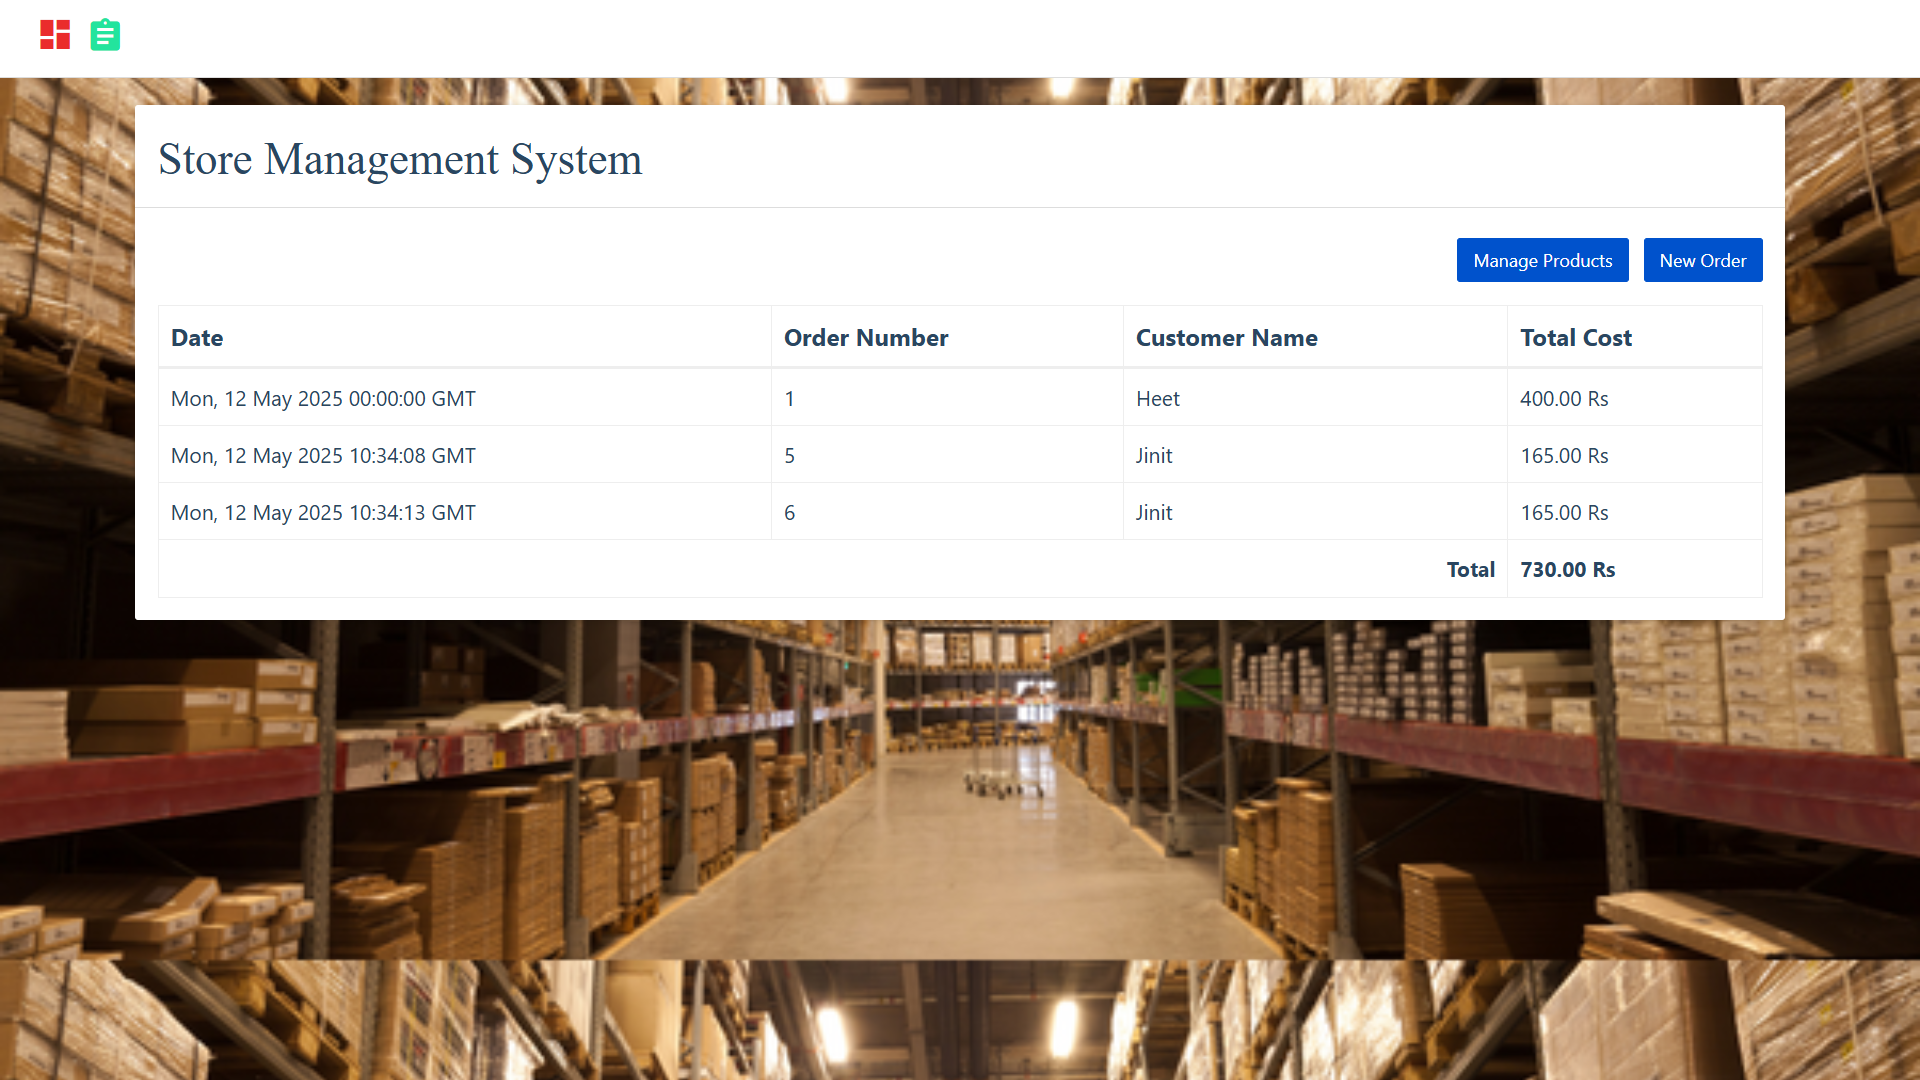 Store Management System
Manage Products New Order
Date Order Number Customer Name Total Cost
Mon, 12 May 2025 00:00:00 GMT 1 Heet 400.00 Rs
Mon, 12 May 2025 10:34:08 GMT 5 Jinit 165.00 Rs
Mon, 12 May 2025 10:34:13 GMT 6 Jinit 165.00 Rs
Total 730.00 Rs